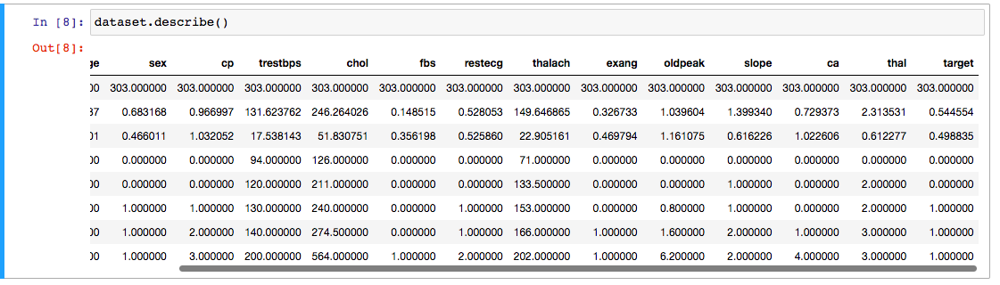 In [8]: dataset.describe()
Out[8]:
ge sex cp trestbps chol fbs restecg thalach exang oldpeak slope ca thal target
00 303.000000 303.000000 303.000000 303.000000 303.000000 303.000000 303.000000 303.000000 303.000000 303.000000 303.000000 303.000000 303.000000
37 0.683168 0.966997 131.623762 246.264026 0.148515 0.528053 149.646865 0.326733 1.039604 1.399340 0.729373 2.313531 0.544554
01 0.466011 1.032052 17.538143 51.830751 0.356198 0.525860 22.905161 0.469794 1.161075 0.616226 1.022606 0.612277 0.498835
00 0.000000 0.000000 94.000000 126.000000 0.000000 0.000000 71.000000 0.000000 0.000000 0.000000 0.000000 0.000000 0.000000
00 0.000000 0.000000 120.000000 211.000000 0.000000 0.000000 133.500000 0.000000 0.000000 1.000000 0.000000 2.000000 0.000000
00 1.000000 1.000000 130.000000 240.000000 0.000000 1.000000 153.000000 0.000000 0.800000 1.000000 0.000000 2.000000 1.000000
00 1.000000 2.000000 140.000000 274.500000 0.000000 1.000000 166.000000 1.000000 1.600000 2.000000 1.000000 3.000000 1.000000
00 1.000000 3.000000 200.000000 564.000000 1.000000 2.000000 202.000000 1.000000 6.200000 2.000000 4.000000 3.000000 1.000000